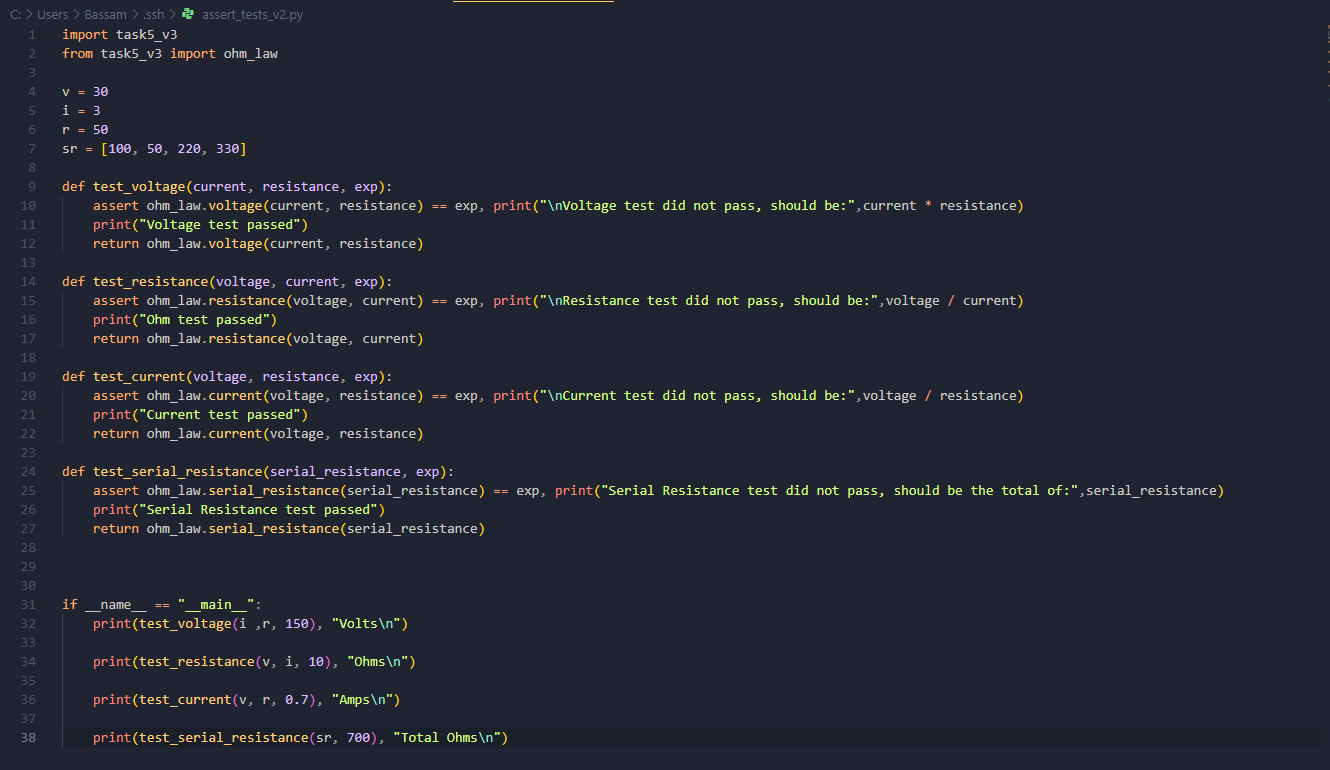 C: > Users > Bassam > .ssh > assert_tests_v2.py
1 import task5_v3
2 from task5_v3 import ohm_law
3
4 v = 30
5 i = 3
6 r = 50
7 sr = [100, 50, 220, 330]
8
9 def test_voltage(current, resistance, exp):
10     assert ohm_law.voltage(current, resistance) == exp, print("\nVoltage test did not pass, should be:",current * resistance)
11     print("Voltage test passed")
12     return ohm_law.voltage(current, resistance)
13
14 def test_resistance(voltage, current, exp):
15     assert ohm_law.resistance(voltage, current) == exp, print("\nResistance test did not pass, should be:",voltage / current)
16     print("Ohm test passed")
17     return ohm_law.resistance(voltage, current)
18
19 def test_current(voltage, resistance, exp):
20     assert ohm_law.current(voltage, resistance) == exp, print("\nCurrent test did not pass, should be:",voltage / resistance)
21     print("Current test passed")
22     return ohm_law.current(voltage, resistance)
23
24 def test_serial_resistance(serial_resistance, exp):
25     assert ohm_law.serial_resistance(serial_resistance) == exp, print("Serial Resistance test did not pass, should be the total of:",serial_resistance)
26     print("Serial Resistance test passed")
27     return ohm_law.serial_resistance(serial_resistance)
28
29
30
31 if __name__ == "__main__":
32     print(test_voltage(i ,r, 150), "Volts\n")
33
34     print(test_resistance(v, i, 10), "Ohms\n")
35
36     print(test_current(v, r, 0.7), "Amps\n")
37
38     print(test_serial_resistance(sr, 700), "Total Ohms\n")